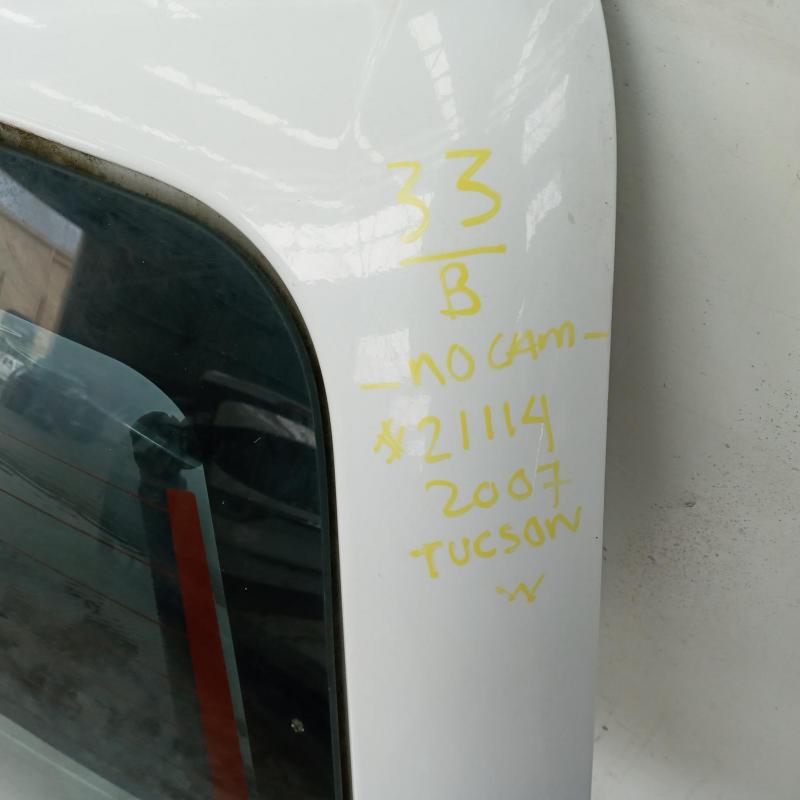 33
B
- NO CAM -
*21114
2007
TUCSON
W